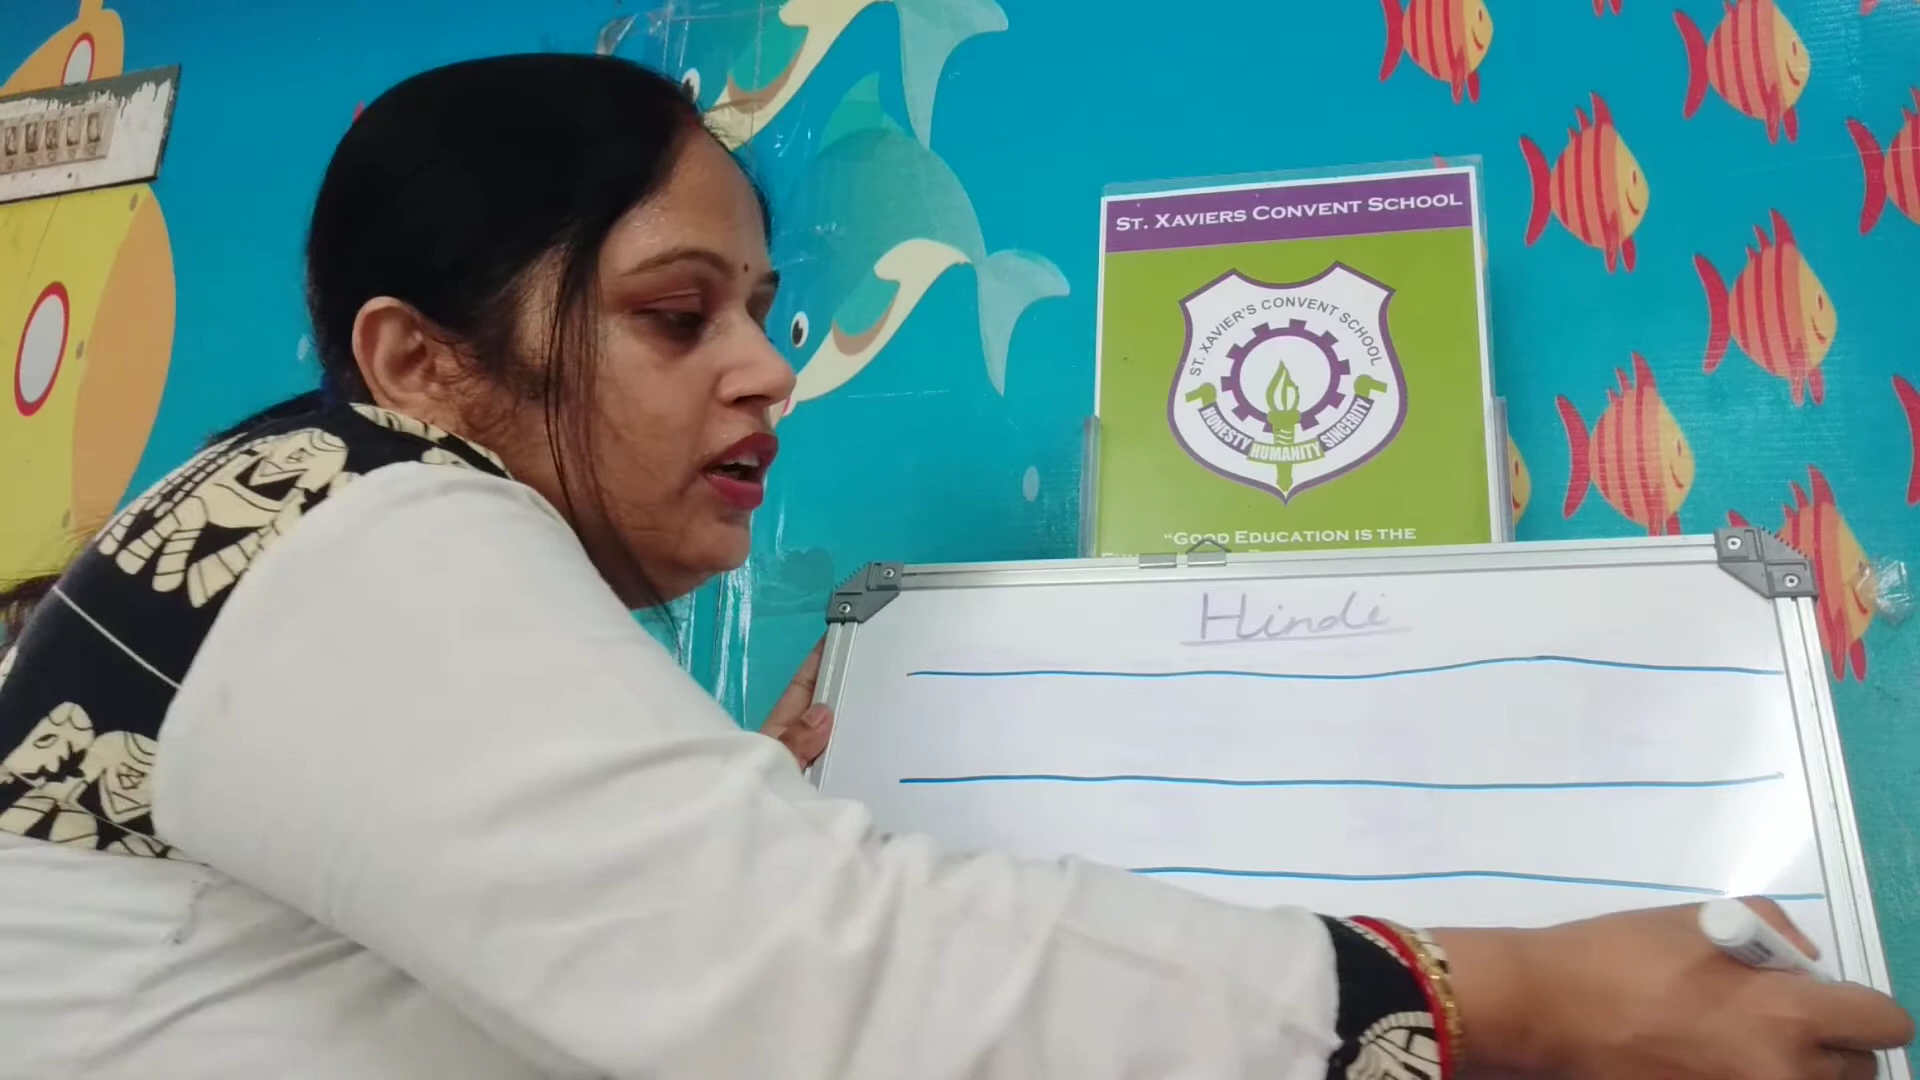 ST. XAVIERS CONVENT SCHOOL
ST. XAVIER'S CONVENT SCHOOL
HONESTY HUMANITY SINCERITY
"GOOD EDUCATION IS THE
Hindi